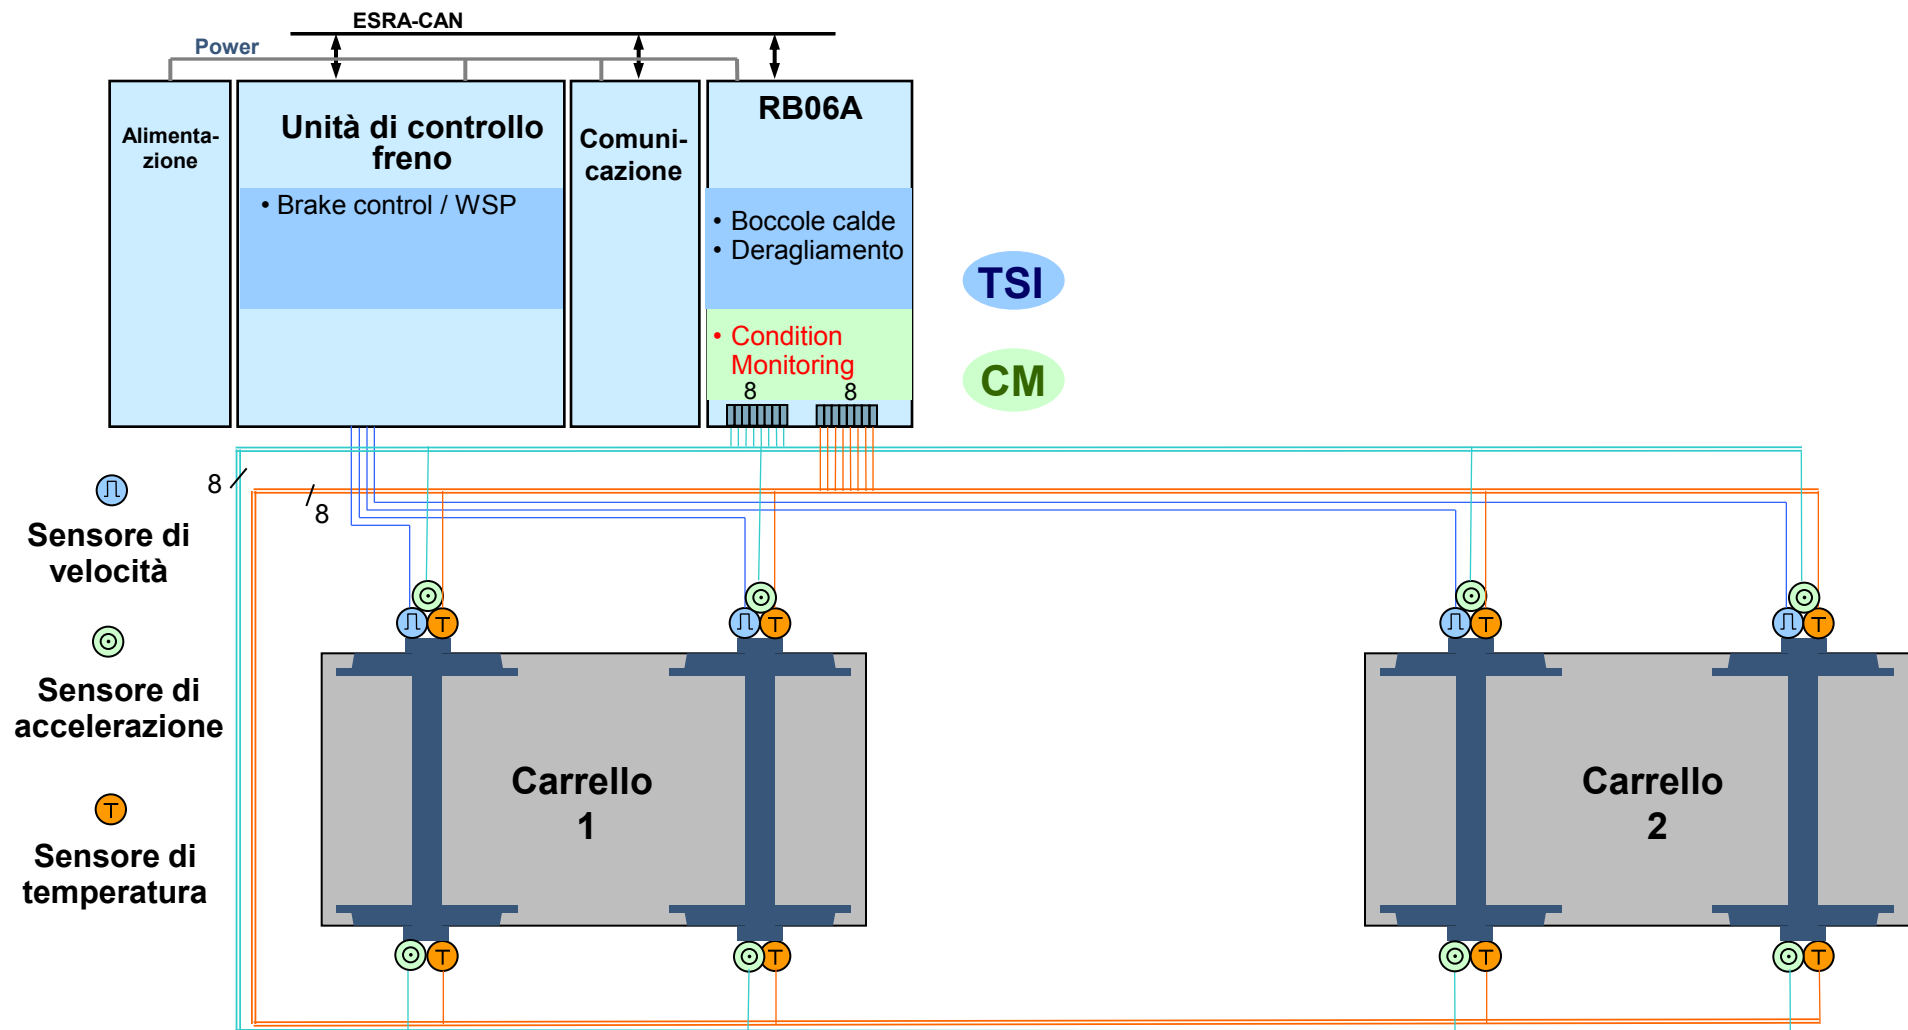 ESRA-CAN
Power
Alimenta-
zione
Unità di controllo
freno
• Brake control / WSP
Comuni-
cazione
RB06A
• Boccole calde
• Deragliamento
• Condition
Monitoring
8
8
TSI
CM
8
8
Sensore di
velocità
Sensore di
accelerazione
T
Sensore di
temperatura
T
T
T
T
Carrello
1
Carrello
2
T
T
T
T